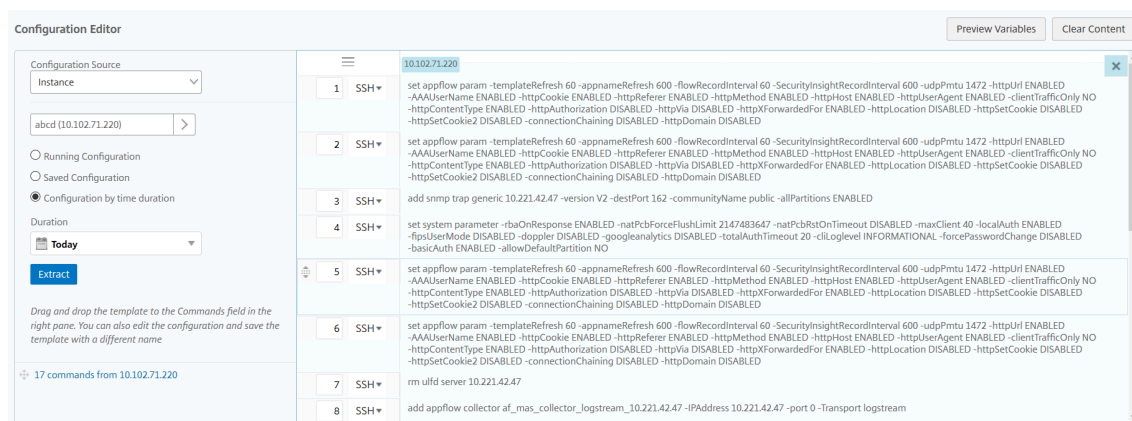 Configuration Editor
Preview Variables
Clear Content
Configuration Source
Instance
abcd (10.102.71.220)
Running Configuration
Saved Configuration
Configuration by time duration
Duration
Today
Extract
Drag and drop the template to the Commands field in the
right pane. You can also edit the configuration and save the
template with a different name
17 commands from 10.102.71.220
10.102.71.220
1 SSH set appflow param -templateRefresh 60 -appnameRefresh 600 -flowRecordInterval 60 -SecurityInsightRecordInterval 600 -udpPmtu 1472 -httpUrl ENABLED
-AAAUserName ENABLED -httpCookie ENABLED -httpReferer ENABLED -httpMethod ENABLED -httpHost ENABLED -httpUserAgent ENABLED -clientTrafficOnly NO
-httpContentType ENABLED -httpAuthorization DISABLED -httpVia DISABLED -httpXForwardedFor ENABLED -httpLocation DISABLED -httpSetCookie DISABLED
-httpSetCookie2 DISABLED -connectionChaining DISABLED -httpDomain DISABLED
2 SSH set appflow param -templateRefresh 60 -appnameRefresh 600 -flowRecordInterval 60 -SecurityInsightRecordInterval 600 -udpPmtu 1472 -httpUrl ENABLED
-AAAUserName ENABLED -httpCookie ENABLED -httpReferer ENABLED -httpMethod ENABLED -httpHost ENABLED -httpUserAgent ENABLED -clientTrafficOnly NO
-httpContentType ENABLED -httpAuthorization DISABLED -httpVia DISABLED -httpXForwardedFor ENABLED -httpLocation DISABLED -httpSetCookie DISABLED
-httpSetCookie2 DISABLED -connectionChaining DISABLED -httpDomain DISABLED
3 SSH add snmp trap generic 10.221.42.47 -version V2 -destPort 162 -communityName public -allPartitions ENABLED
4 SSH set system parameter -rbaOnResponse ENABLED -natPcbForceFlushLimit 2147483647 -natPcbRstOnTimeout DISABLED -maxClient 40 -localAuth ENABLED
-fipsUserMode DISABLED -doppler DISABLED -googleanalytics DISABLED -totalAuthTimeout 20 -cliLoglevel INFORMATIONAL -forcePasswordChange DISABLED
-basicAuth ENABLED -allowDefaultPartition NO
5 SSH set appflow param -templateRefresh 60 -appnameRefresh 600 -flowRecordInterval 60 -SecurityInsightRecordInterval 600 -udpPmtu 1472 -httpUrl ENABLED
-AAAUserName ENABLED -httpCookie ENABLED -httpReferer ENABLED -httpMethod ENABLED -httpHost ENABLED -httpUserAgent ENABLED -clientTrafficOnly NO
-httpContentType ENABLED -httpAuthorization DISABLED -httpVia DISABLED -httpXForwardedFor ENABLED -httpLocation DISABLED -httpSetCookie DISABLED
-httpSetCookie2 DISABLED -connectionChaining DISABLED -httpDomain DISABLED
6 SSH set appflow param -templateRefresh 60 -appnameRefresh 600 -flowRecordInterval 60 -SecurityInsightRecordInterval 600 -udpPmtu 1472 -httpUrl ENABLED
-AAAUserName ENABLED -httpCookie ENABLED -httpReferer ENABLED -httpMethod ENABLED -httpHost ENABLED -httpUserAgent ENABLED -clientTrafficOnly NO
-httpContentType ENABLED -httpAuthorization DISABLED -httpVia DISABLED -httpXForwardedFor ENABLED -httpLocation DISABLED -httpSetCookie DISABLED
-httpSetCookie2 DISABLED -connectionChaining DISABLED -httpDomain DISABLED
7 SSH rm ulfd server 10.221.42.47
8 SSH add appflow collector af_mas_collector_logstream_10.221.42.47 -IPAddress 10.221.42.47 -port 0 -Transport logstream